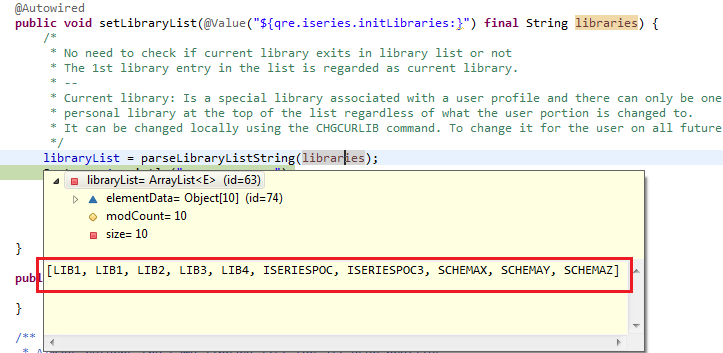 @Autowired
public void setLibraryList(@Value("${qre.iseries.initLibraries:}") final String libraries) {
/*
* No need to check if current library exits in library list or not
* The 1st library entry in the list is regarded as current library.
* --
* Current library: Is a special library associated with a user profile and there can only be one
* personal library at the top of the list regardless of what the user portion is changed to.
* It can be changed locally using the CHGCURLIB command. To change it for the user on all future
*/
libraryList = parseLibraryListString(libraries);
libraryList= ArrayList<E> (id=63)
elementData= Object[10] (id=74)
modCount= 10
size= 10
}
[LIB1, LIB1, LIB2, LIB3, LIB4, ISERIESPOC, ISERIESPOC3, SCHEMAX, SCHEMAY, SCHEMAZ]
pub
}
/**